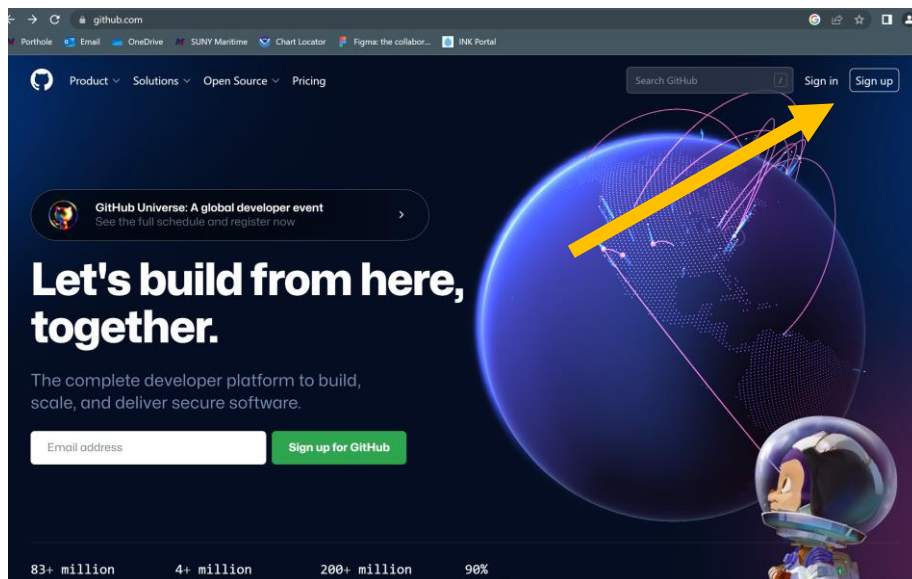 github.com
Porthole Email OneDrive SUNY Maritime Chart Locator Figma: the collabor... INK Portal
Product Solutions Open Source Pricing Search GitHub / Sign in Sign up
GitHub Universe: A global developer event
See the full schedule and register now
Let's build from here,
together.
The complete developer platform to build,
scale, and deliver secure software.
Email address Sign up for GitHub
83+ million 4+ million 200+ million 90%